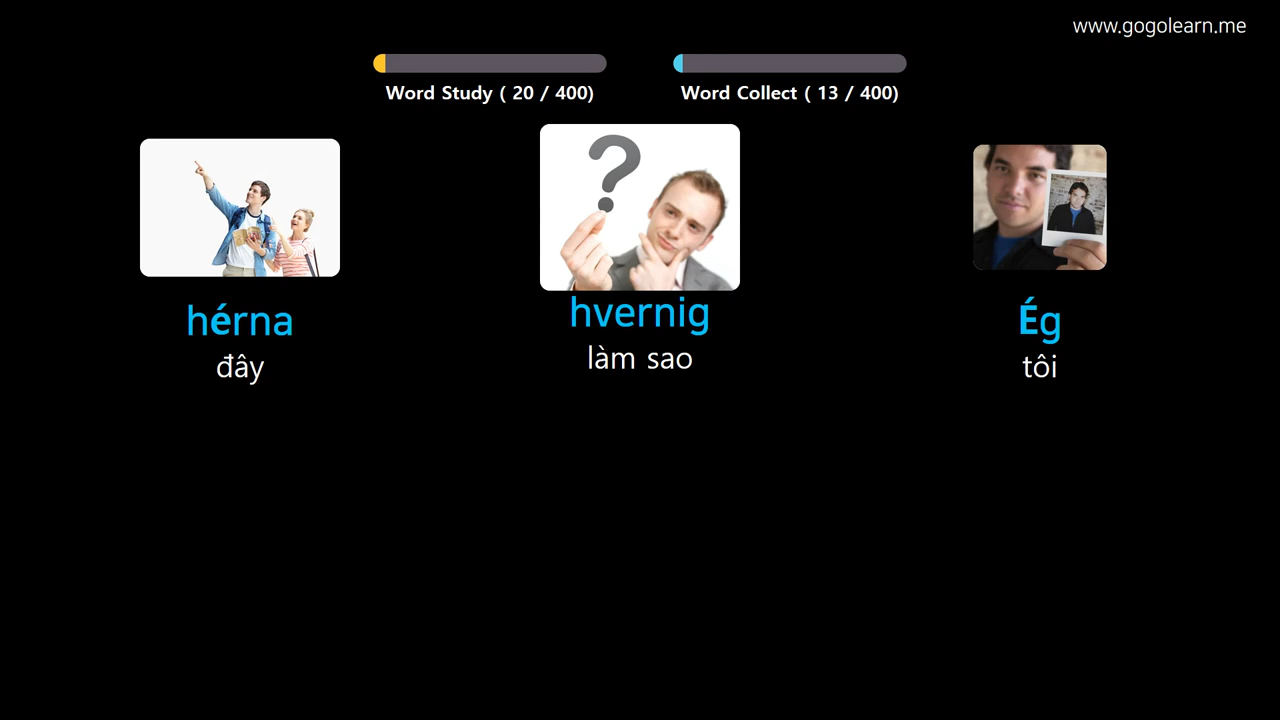 www.gogolearn.me
Word Study ( 20 / 400)
Word Collect ( 13 / 400)
hérna
đây
hvernig
làm sao
Ég
tôi